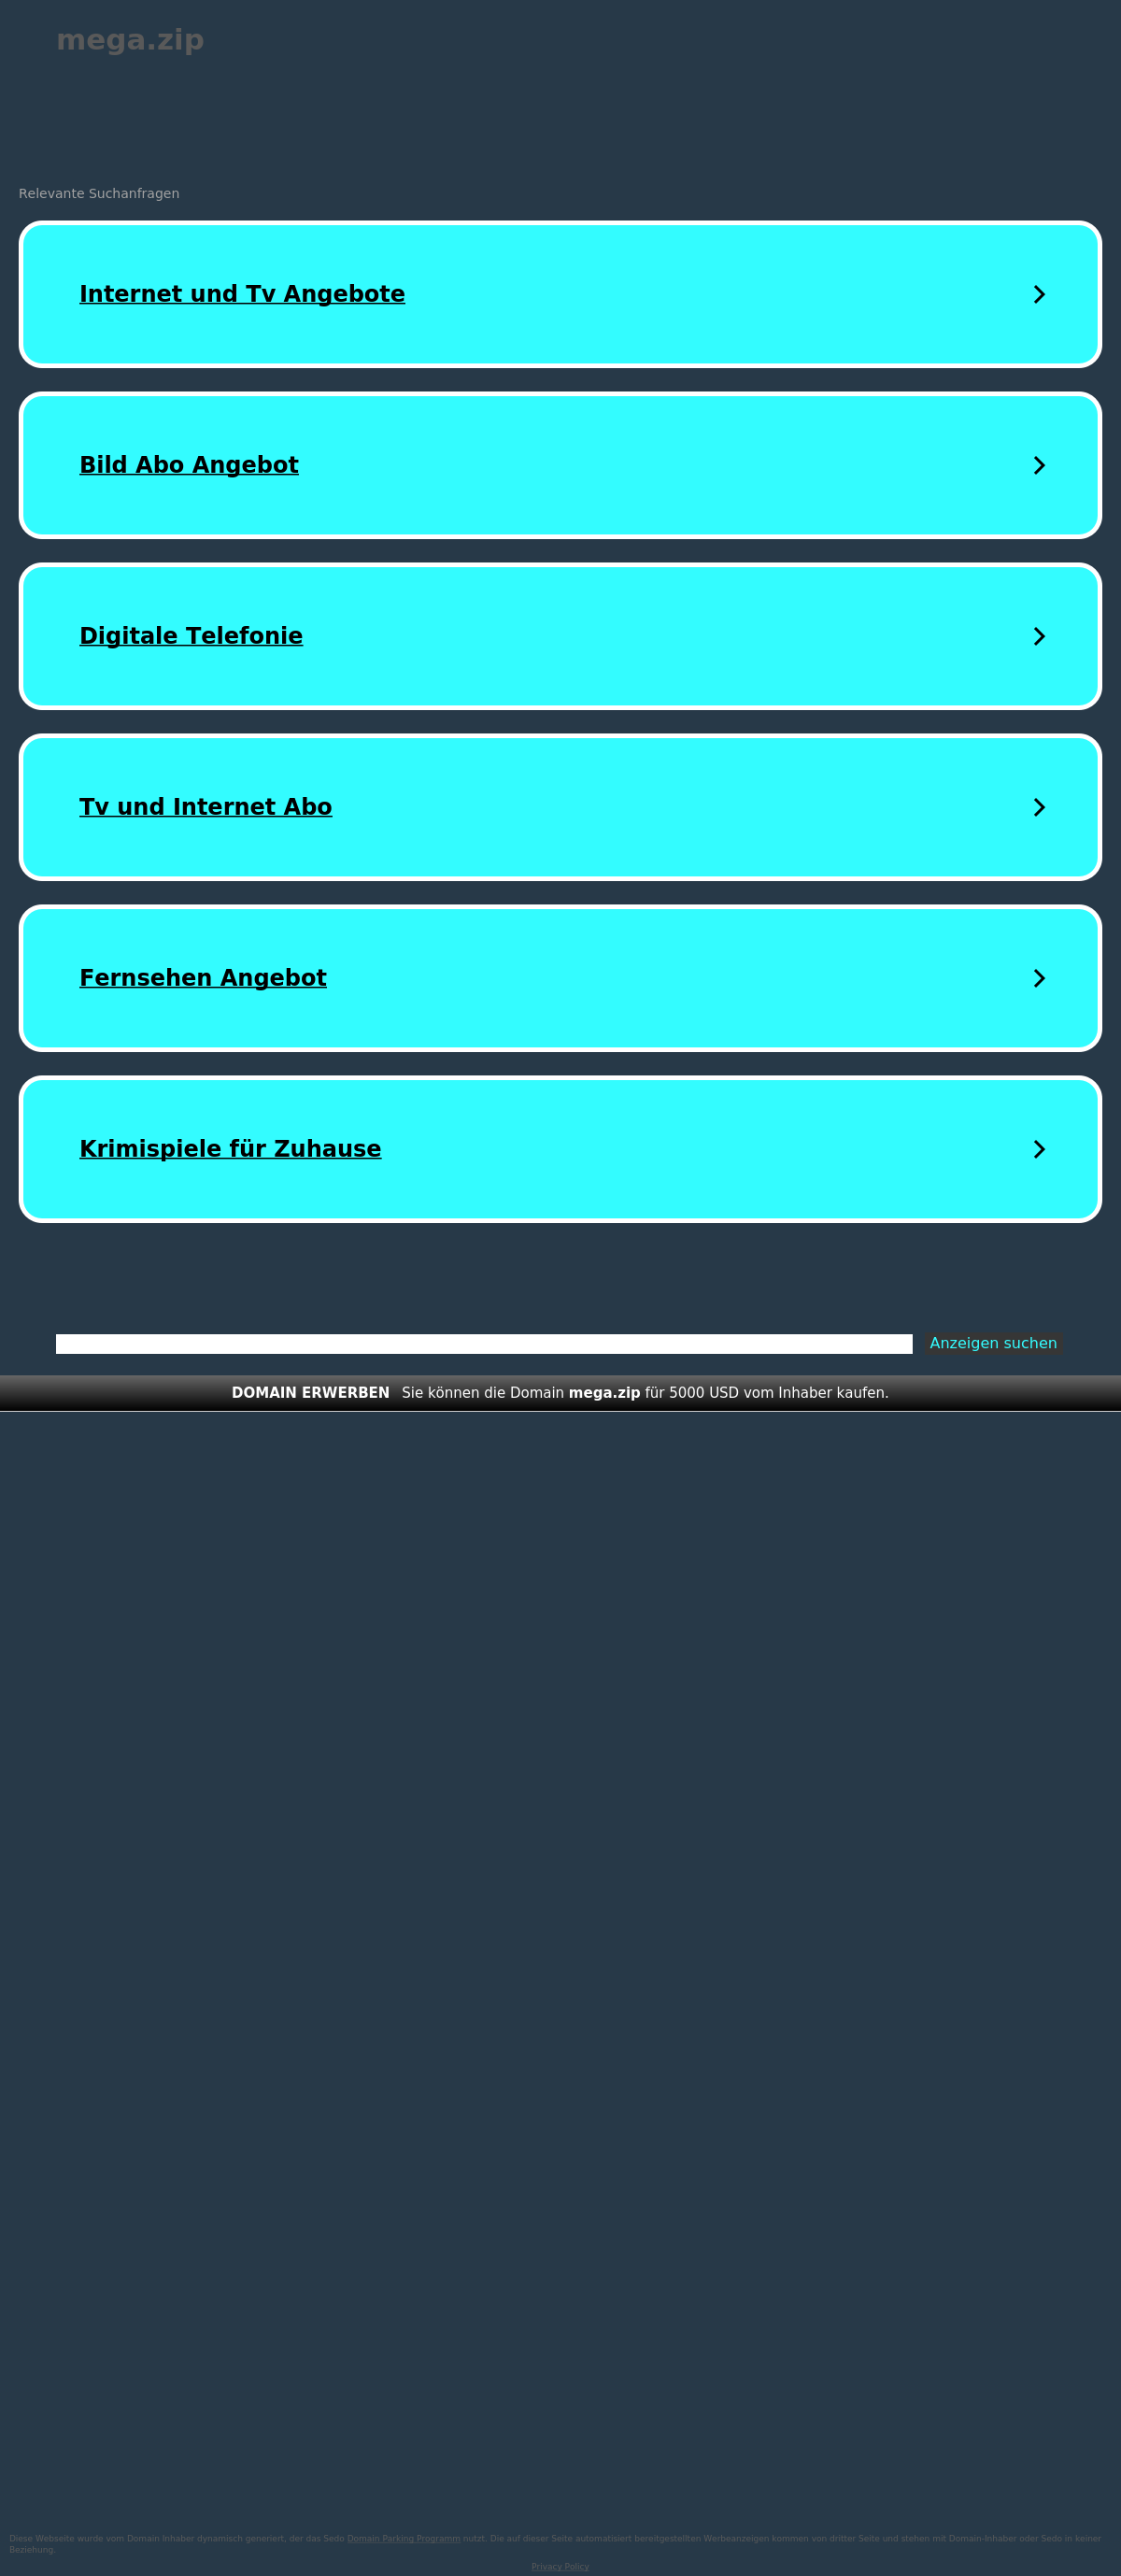 mega.zip
Relevante Suchanfragen
Internet und Tv Angebote
Bild Abo Angebot
Digitale Telefonie
Tv und Internet Abo
Fernsehen Angebot
Krimispiele für Zuhause
Anzeigen suchen
DOMAIN ERWERBEN Sie können die Domain mega.zip für 5000 USD vom Inhaber kaufen.
Diese Webseite wurde vom Domain Inhaber dynamisch generiert, der das Sedo Domain Parking Programm nutzt. Die auf dieser Seite automatisiert bereitgestellten Werbeanzeigen kommen von dritter Seite und stehen mit Domain-Inhaber oder Sedo in keiner
Beziehung.
Privacy Policy